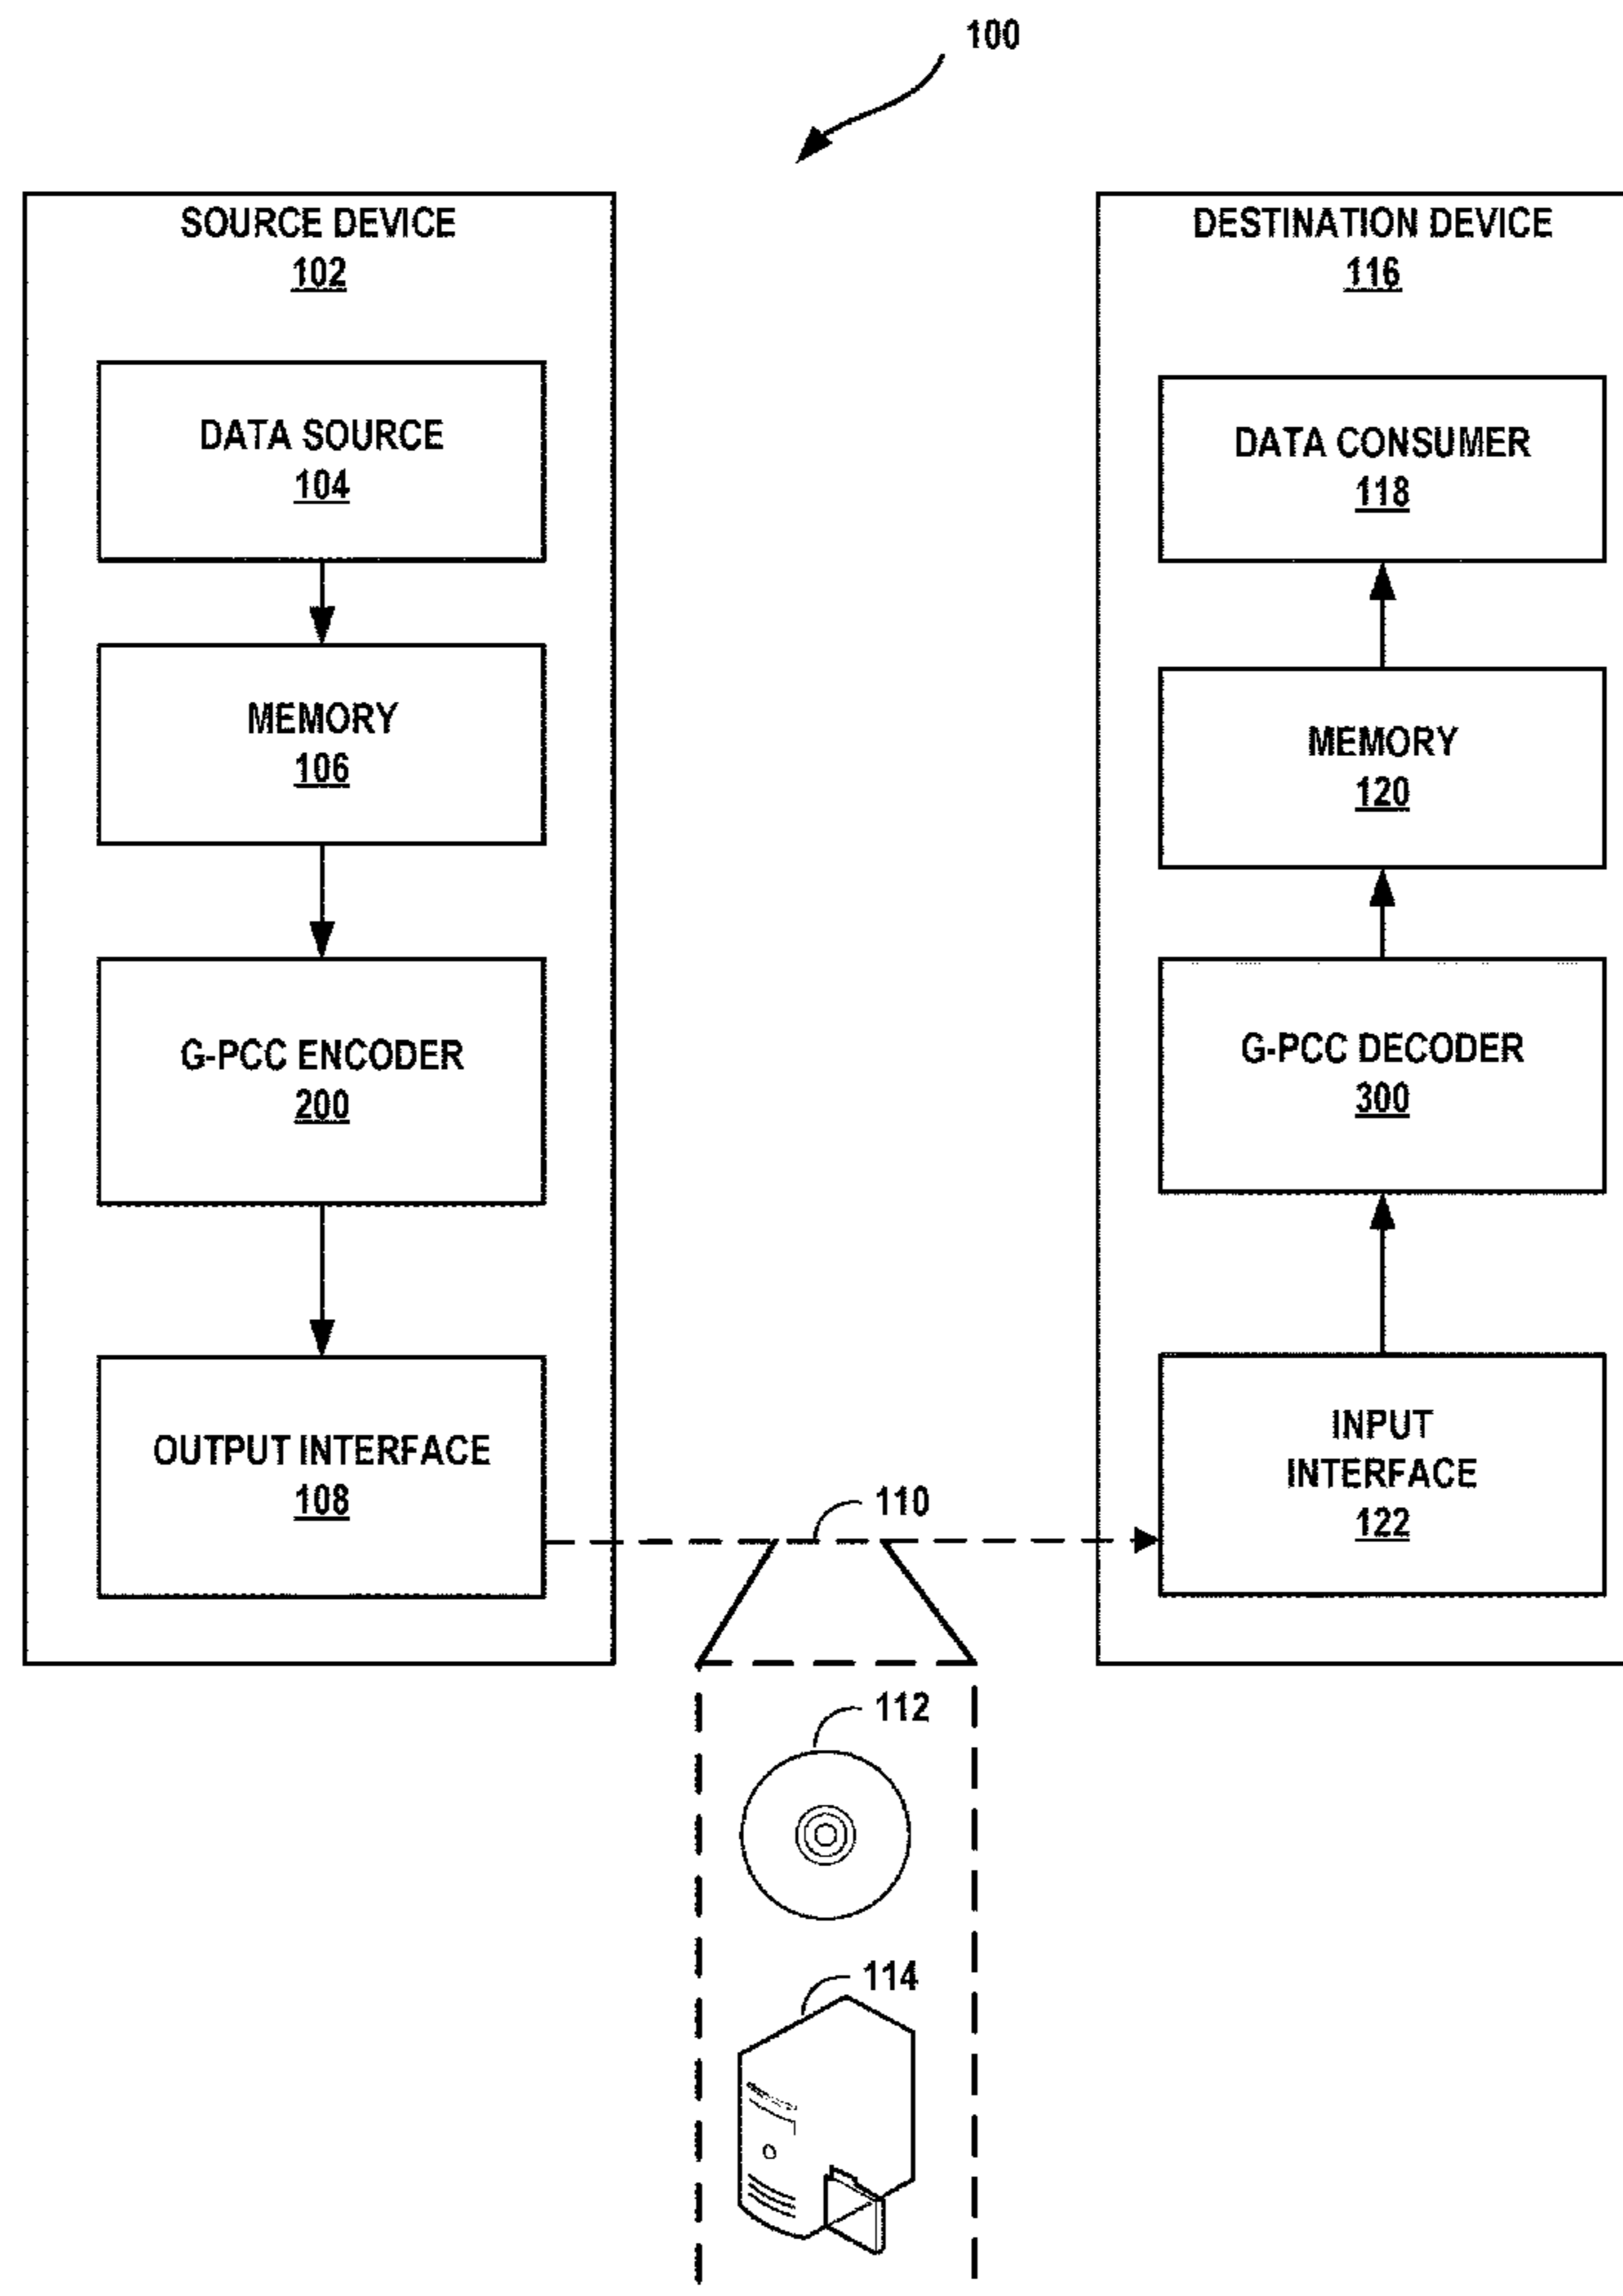 100
SOURCE DEVICE
102
DATA SOURCE
104
MEMORY
106
G-PCC ENCODER
200
OUTPUT INTERFACE
108
DESTINATION DEVICE
116
DATA CONSUMER
118
MEMORY
120
G-PCC DECODER
300
INPUT
INTERFACE
122
110
112
114